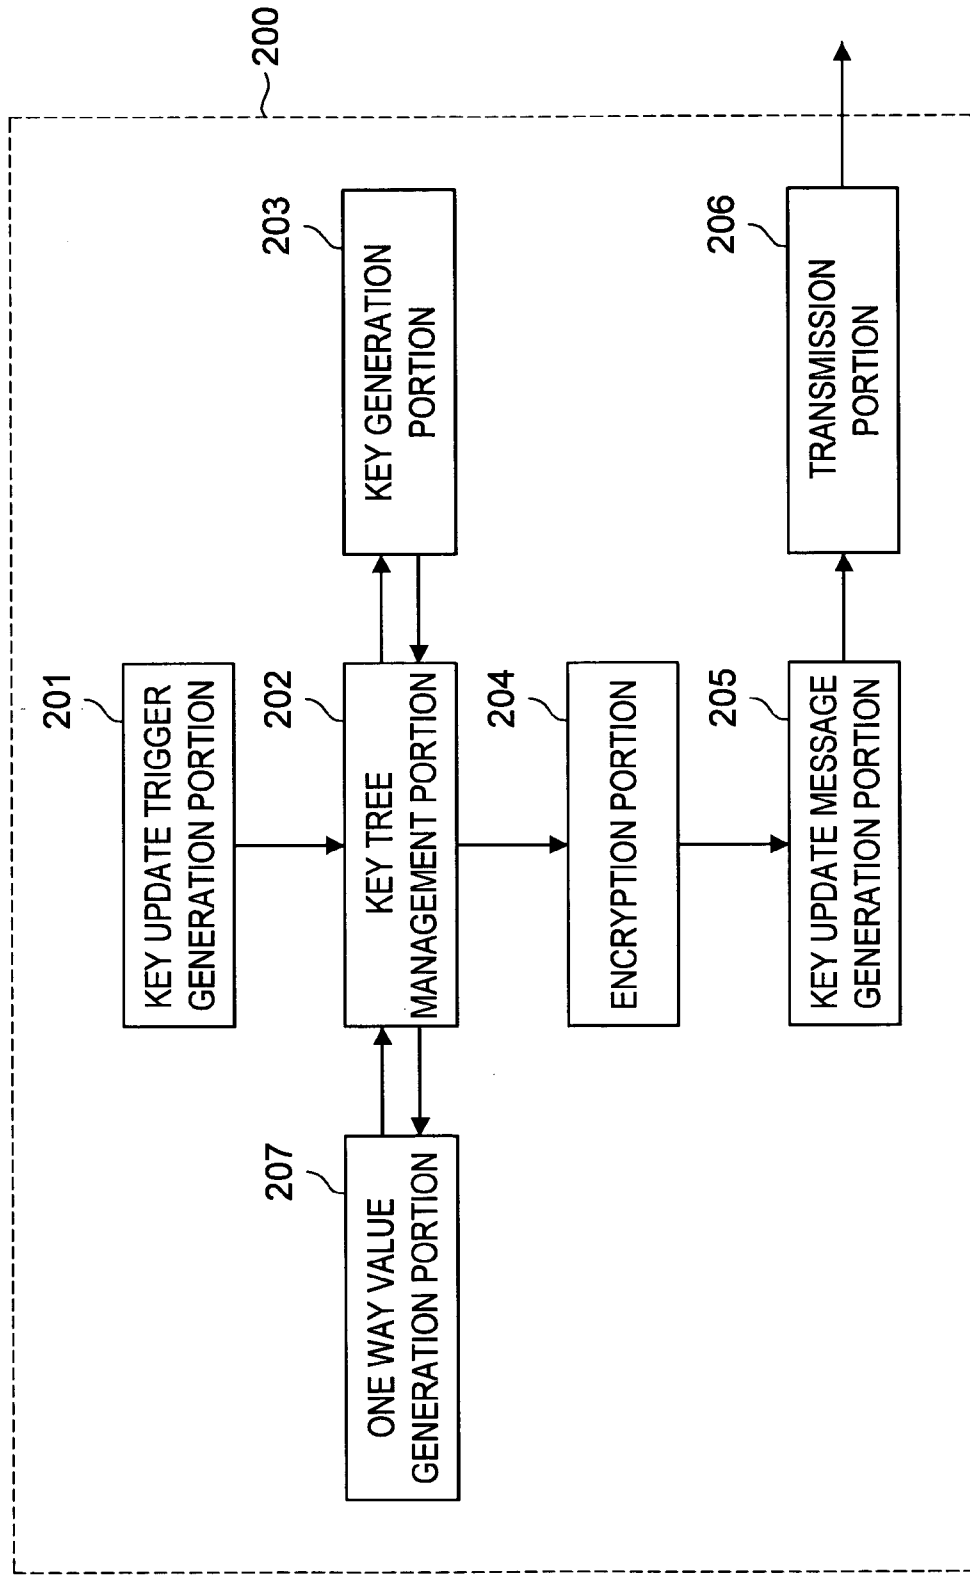 200
201
KEY UPDATE TRIGGER
GENERATION PORTION
207
ONE WAY VALUE
GENERATION PORTION
202
KEY TREE
MANAGEMENT PORTION
203
KEY GENERATION
PORTION
204
ENCRYPTION PORTION
205
KEY UPDATE MESSAGE
GENERATION PORTION
206
TRANSMISSION
PORTION